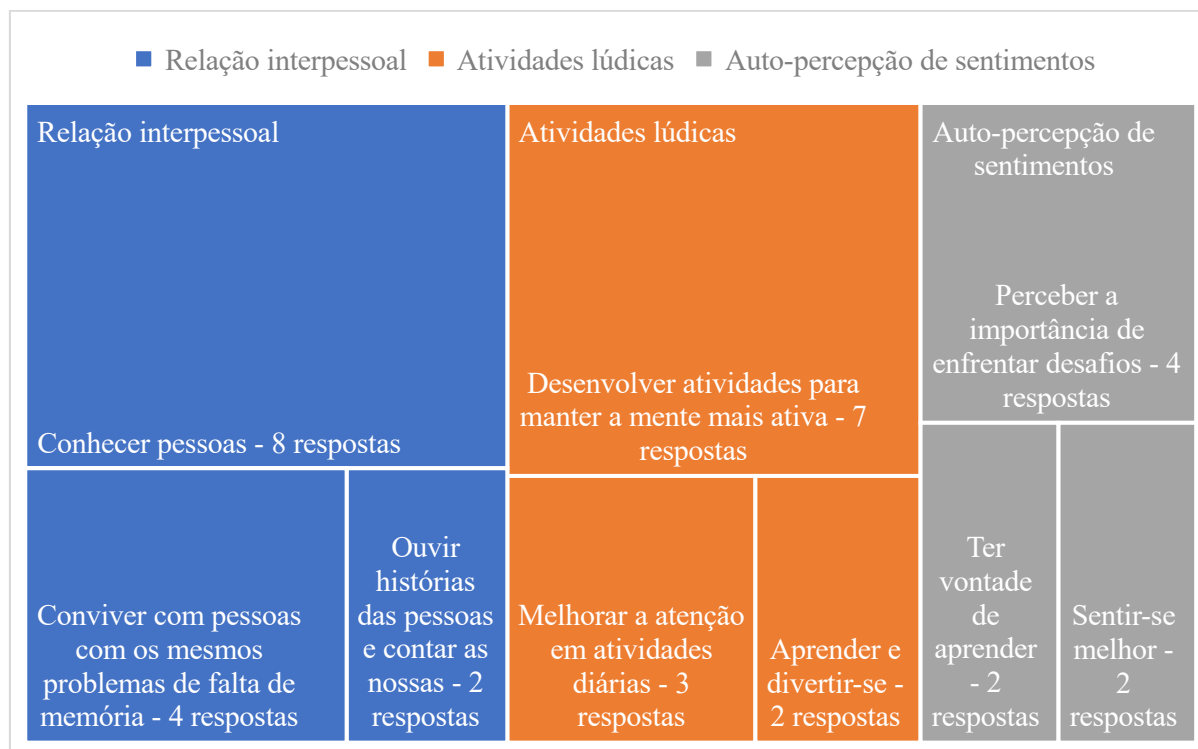 Relação interpessoal Atividades lúdicas Auto-percepção de sentimentos
Relação interpessoal
Conhecer pessoas - 8 respostas
Conviver com pessoas
com os mesmos
problemas de falta de
memória - 4 respostas
Ouvir
histórias
das pessoas
e contar as
nossas - 2
respostas
Atividades lúdicas
Desenvolver atividades para
manter a mente mais ativa - 7
respostas
Melhorar a atenção
em atividades
diárias - 3
respostas
Aprender e
divertir-se -
2 respostas
Auto-percepção de
sentimentos
Perceber a
importância de
enfrentar desafios - 4
respostas
Ter
vontade
de
aprender
- 2
respostas
Sentir-se
melhor -
2
respostas